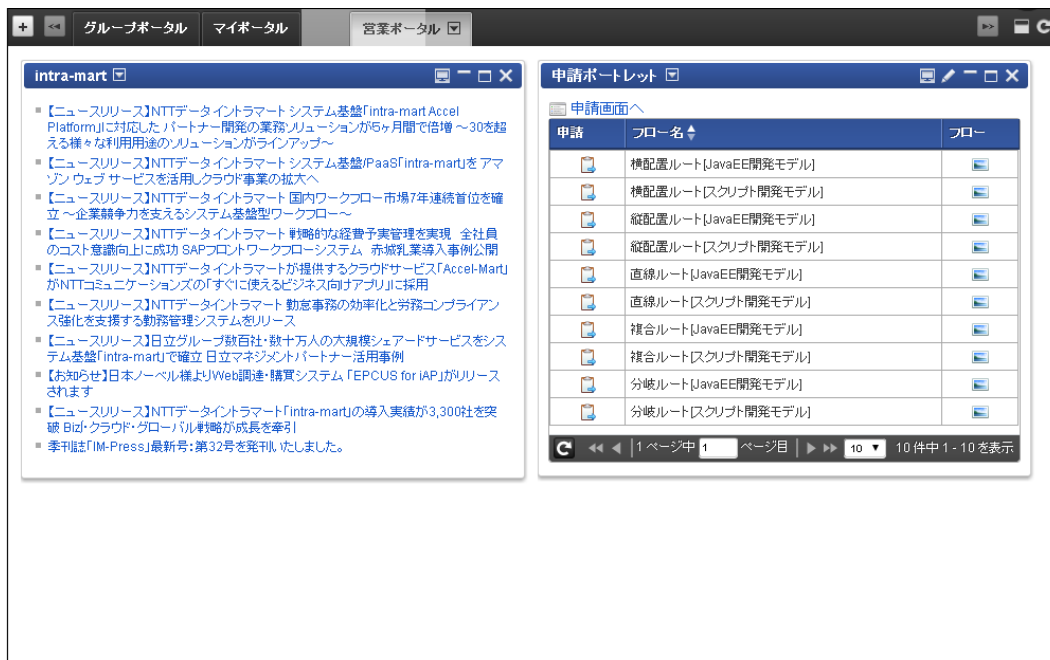 グループポータル マイポータル 営業ポータル
intra-mart
【ニュースリリース】NTTデータイントラマート システム基盤「intra-mart Accel
Platform」に対応した パートナー開発の業務ソリューションが6ヶ月間で倍増 ～30を超
える様々な利用用途のソリューションがラインアップ～
【ニュースリリース】NTTデータイントラマート システム基盤/PaaS「intra-mart」を アマ
ゾン ウェブ サービスを活用しクラウド事業の拡大へ
【ニュースリリース】NTTデータイントラマート 国内ワークフロー市場7年連続首位を確
立 ～企業競争力を支えるシステム基盤型ワークフロー～
【ニュースリリース】NTTデータイントラマート 戦略的な経費予実管理を実現 全社員
のコスト意識向上に成功 SAPフロントワークフローシステム 赤城乳業導入事例公開
【ニュースリリース】NTTデータイントラマートが提供するクラウドサービス「Accel-Mart」
がNTTコミュニケーションズの「すぐに使えるビジネス向けアプリ」に採用
【ニュースリリース】NTTデータイントラマート 勤怠事務の効率化と労務コンプライアン
ス強化を支援する勤務管理システムをリリース
【ニュースリリース】日立グループ数百社・数十万人の大規模シェアードサービスをシス
テム基盤「intra-mart」で確立 日立マネジメントパートナー活用事例
【お知らせ】日本ノーベル様よりWeb調達・購買システム 「EPCUS for iAP」がリリース
されます
【ニュースリリース】NTTデータイントラマート「intra-mart」の導入実績が3,300社を突
破 Biz∫・クラウド・グローバル戦略が成長を牽引
季刊誌「IM-Press」最新号：第32号を発刊いたしました。
申請ポートレット
申請画面へ
申請 フロー名 フロー
横配置ルート[JavaEE開発モデル]
横配置ルート[スクリプト開発モデル]
縦配置ルート[JavaEE開発モデル]
縦配置ルート[スクリプト開発モデル]
直線ルート[JavaEE開発モデル]
直線ルート[スクリプト開発モデル]
複合ルート[JavaEE開発モデル]
複合ルート[スクリプト開発モデル]
分岐ルート[JavaEE開発モデル]
分岐ルート[スクリプト開発モデル]
1 ページ中 1 ページ目 10 10 件中 1 - 10 を表示